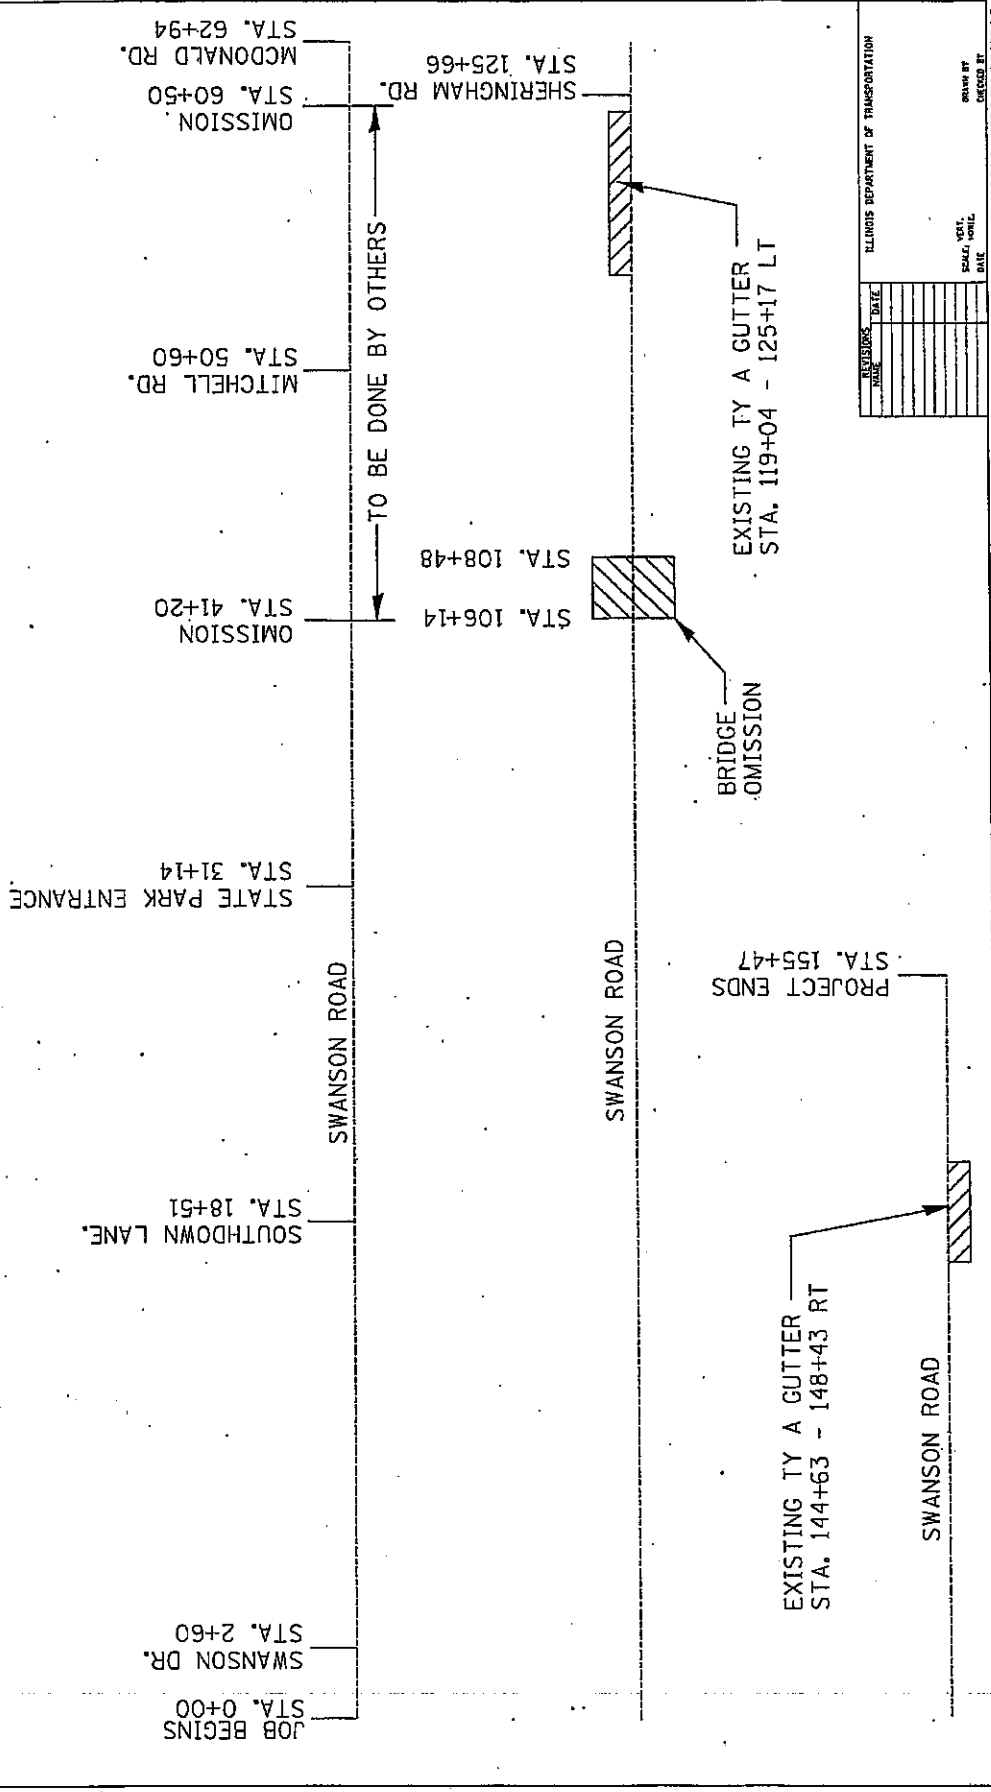 JOB BEGINS
STA. 0+00
SWANSON DR.
STA. 2+60
SOUTHDOWN LANE.
STA. 18+51
STATE PARK ENTRANCE
STA. 31+14
OMISSION
STA. 41+20
MITCHELL RD.
STA. 50+60
OMISSION
STA. 60+50
MCDONALD RD.
STA. 62+94
SWANSON ROAD
TO BE DONE BY OTHERS
STA. 106+14
STA. 108+48
SHERINGHAM RD.
STA. 125+66
SWANSON ROAD
BRIDGE
OMISSION
EXISTING TY A GUTTER
STA. 119+04 - 125+17 LT
EXISTING TY A GUTTER
STA. 144+63 - 148+43 RT
PROJECT ENDS
STA. 155+47
SWANSON ROAD
REVISIONS
NAME DATE
ILLINOIS DEPARTMENT OF TRANSPORTATION
SCALE: VERT.
HORIZ.
DATE
DRAWN BY
CHECKED BY